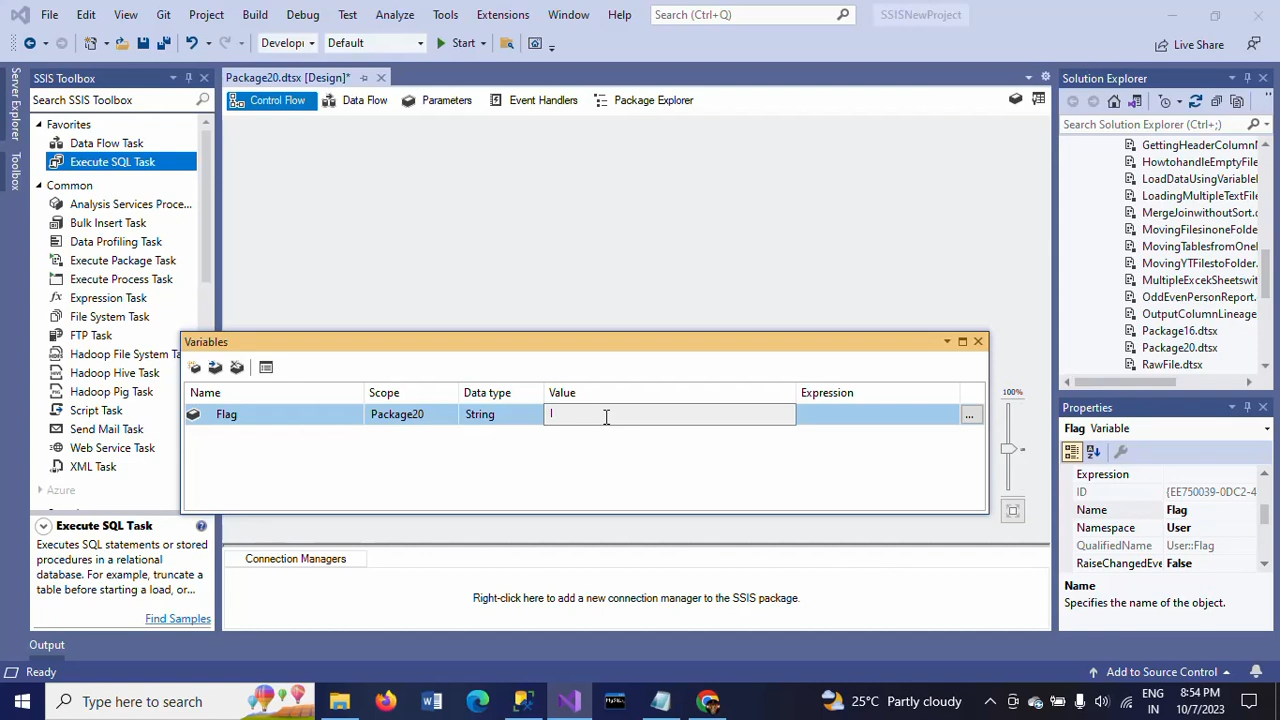 File Edit View Git Project Build Debug Test Analyze Tools Extensions Window Help Search (Ctrl+Q) SSISNewProject
Developi Default Start Live Share
Server Explorer
Toolbox
SSIS Toolbox
Search SSIS Toolbox
Favorites
Data Flow Task
Execute SQL Task
Common
Analysis Services Proce...
Bulk Insert Task
Data Profiling Task
Execute Package Task
Execute Process Task
Expression Task
File System Task
FTP Task
Hadoop File System Ta
Hadoop Hive Task
Hadoop Pig Task
Script Task
Send Mail Task
Web Service Task
XML Task
Azure
Execute SQL Task
Executes SQL statements or stored
procedures in a relational
database. For example, truncate a
table before starting a load, or...
Find Samples
Package20.dtsx [Design]*
Control Flow Data Flow Parameters Event Handlers Package Explorer
Variables
Name Scope Data type Value Expression
Flag Package20 String I ...
100%
Connection Managers
Right-click here to add a new connection manager to the SSIS package.
Solution Explorer
Search Solution Explorer (Ctrl+;)
GettingHeaderColumnN
HowtohandleEmptyFile
LoadDataUsingVariable
LoadingMultipleTextFile
MergeJoinwithoutSort.d
MovingFilesinoneFolder
MovingTablesfromOneI
MovingYTFilestoFolder.
MultipleExcekSheetswit
OddEvenPersonReport.
OutputColumnLineage
Package16.dtsx
Package20.dtsx
RawFile.dtsx
Properties
Flag Variable
Expression
ID {EE750039-0DC2-4
Name Flag
Namespace User
QualifiedName User::Flag
RaiseChangedEve False
Name
Specifies the name of the object.
Output
Ready Add to Source Control
Type here to search 25°C Partly cloudy ENG IN 8:54 PM 10/7/2023